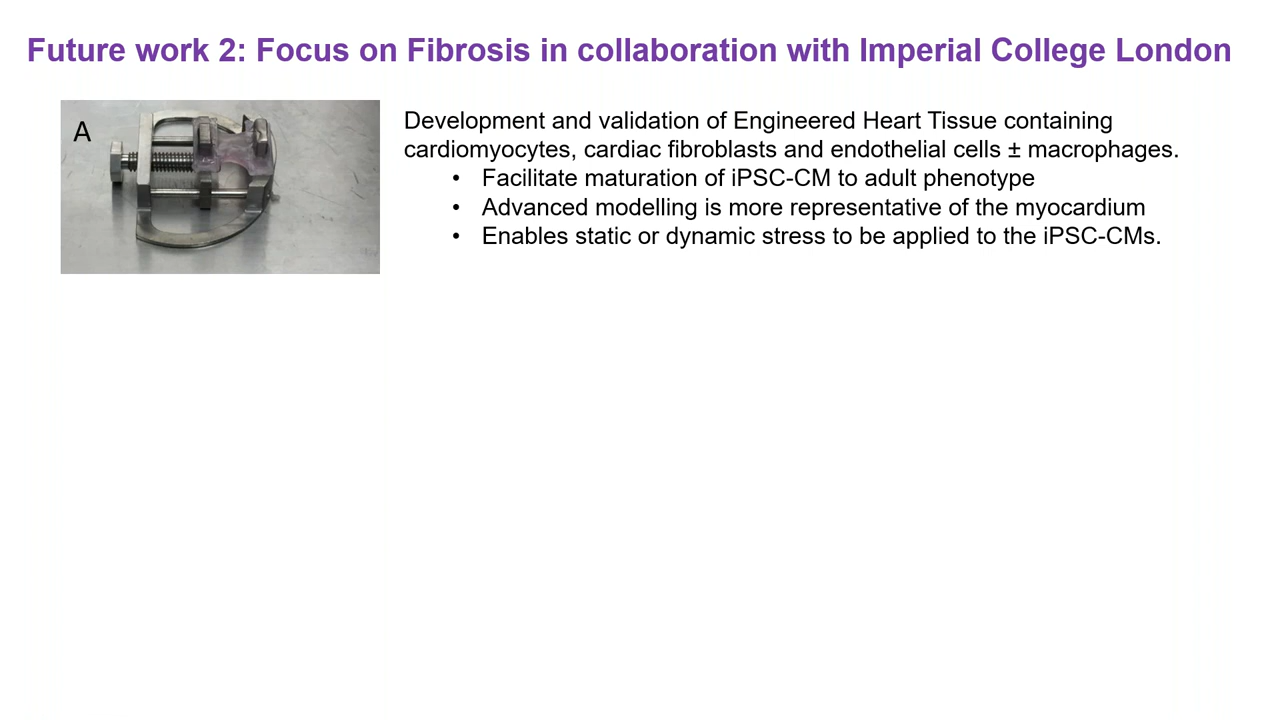 Future work 2: Focus on Fibrosis in collaboration with Imperial College London
A
Development and validation of Engineered Heart Tissue containing
cardiomyocytes, cardiac fibroblasts and endothelial cells ± macrophages.
• Facilitate maturation of iPSC-CM to adult phenotype
• Advanced modelling is more representative of the myocardium
• Enables static or dynamic stress to be applied to the iPSC-CMs.